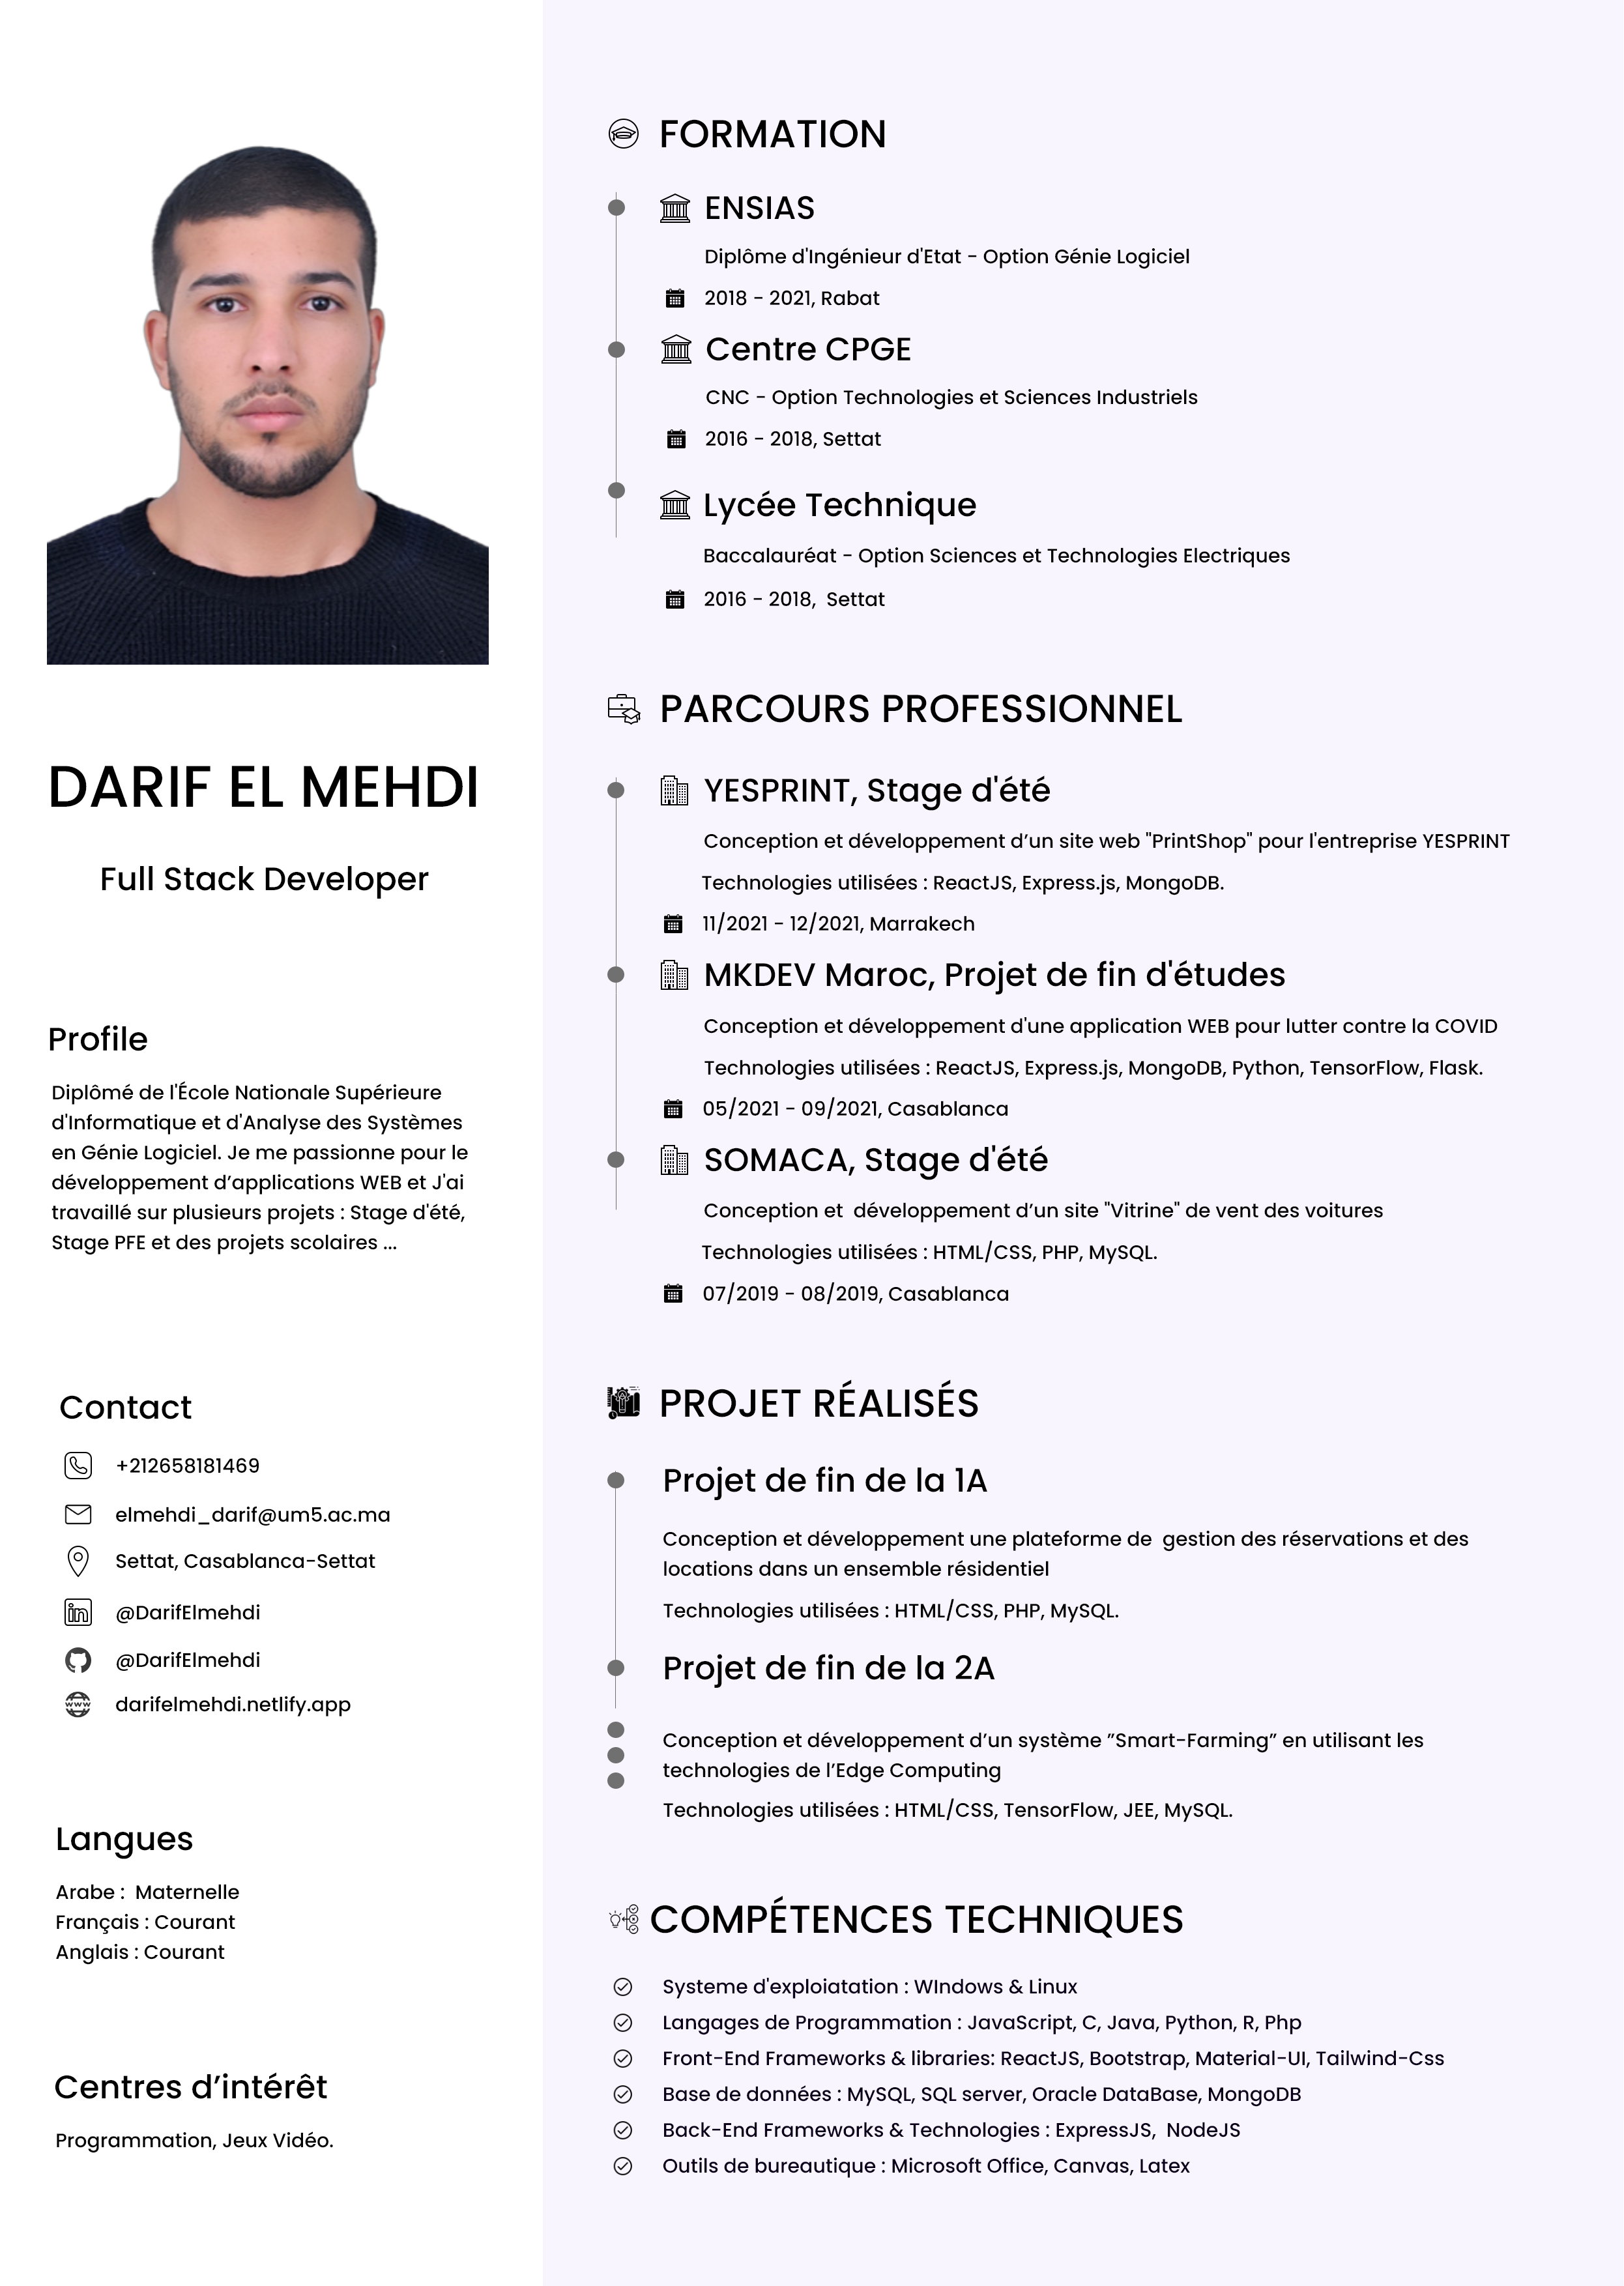 DARIF EL MEHDI
Full Stack Developer
Profile
Diplômé de l'École Nationale Supérieure
d'Informatique et d'Analyse des Systèmes
en Génie Logiciel. Je me passionne pour le
développement d’applications WEB et J'ai
travaillé sur plusieurs projets : Stage d'été,
Stage PFE et des projets scolaires ...
Contact
+212658181469
elmehdi_darif@um5.ac.ma
Settat, Casablanca-Settat
in @DarifElmehdi
@DarifElmehdi
www darifelmehdi.netlify.app
Langues
Arabe :  Maternelle
Français : Courant
Anglais : Courant
Centres d’intérêt
Programmation, Jeux Vidéo.
FORMATION
ENSIAS
Diplôme d'Ingénieur d'Etat - Option Génie Logiciel
2018 - 2021, Rabat
Centre CPGE
CNC - Option Technologies et Sciences Industriels
2016 - 2018, Settat
Lycée Technique
Baccalauréat - Option Sciences et Technologies Electriques
2016 - 2018,  Settat
PARCOURS PROFESSIONNEL
YESPRINT, Stage d'été
Conception et développement d’un site web "PrintShop" pour l'entreprise YESPRINT
Technologies utilisées : ReactJS, Express.js, MongoDB.
11/2021 - 12/2021, Marrakech
MKDEV Maroc, Projet de fin d'études
Conception et développement d'une application WEB pour lutter contre la COVID
Technologies utilisées : ReactJS, Express.js, MongoDB, Python, TensorFlow, Flask.
05/2021 - 09/2021, Casablanca
SOMACA, Stage d'été
Conception et  développement d’un site "Vitrine" de vent des voitures
Technologies utilisées : HTML/CSS, PHP, MySQL.
07/2019 - 08/2019, Casablanca
PROJET RÉALISÉS
Projet de fin de la 1A
Conception et développement une plateforme de  gestion des réservations et des
locations dans un ensemble résidentiel
Technologies utilisées : HTML/CSS, PHP, MySQL.
Projet de fin de la 2A
Conception et développement d’un système ”Smart-Farming” en utilisant les
technologies de l’Edge Computing
Technologies utilisées : HTML/CSS, TensorFlow, JEE, MySQL.
COMPÉTENCES TECHNIQUES
Systeme d'exploiatation : WIndows & Linux
Langages de Programmation : JavaScript, C, Java, Python, R, Php
Front-End Frameworks & libraries: ReactJS, Bootstrap, Material-UI, Tailwind-Css
Base de données : MySQL, SQL server, Oracle DataBase, MongoDB
Back-End Frameworks & Technologies : ExpressJS,  NodeJS
Outils de bureautique : Microsoft Office, Canvas, Latex